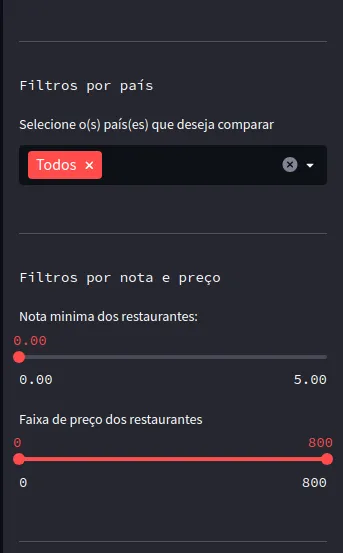 Filtros por país
Selecione o(s) país(es) que deseja comparar
Todos ×
Filtros por nota e preço
Nota minima dos restaurantes:
0.00
0.00 5.00
Faixa de preço dos restaurantes
0 800
0 800